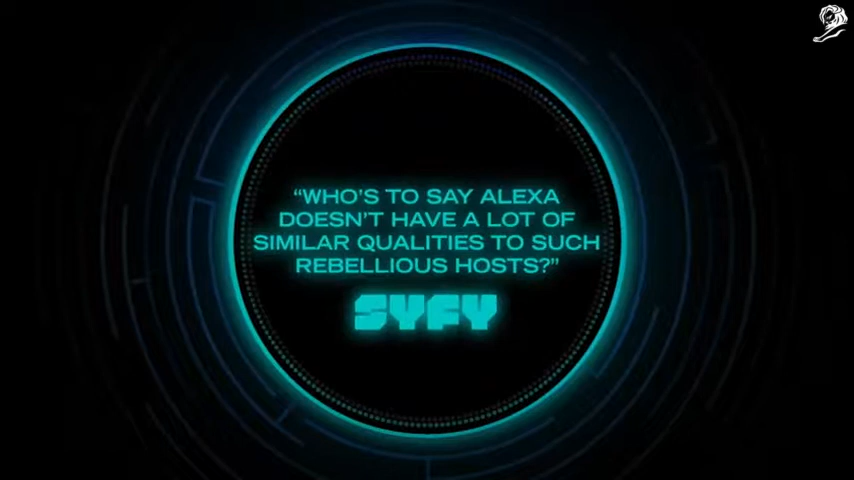 “WHO’S TO SAY ALEXA
DOESN’T HAVE A LOT OF
SIMILAR QUALITIES TO SUCH
REBELLIOUS HOSTS?”
SYFY